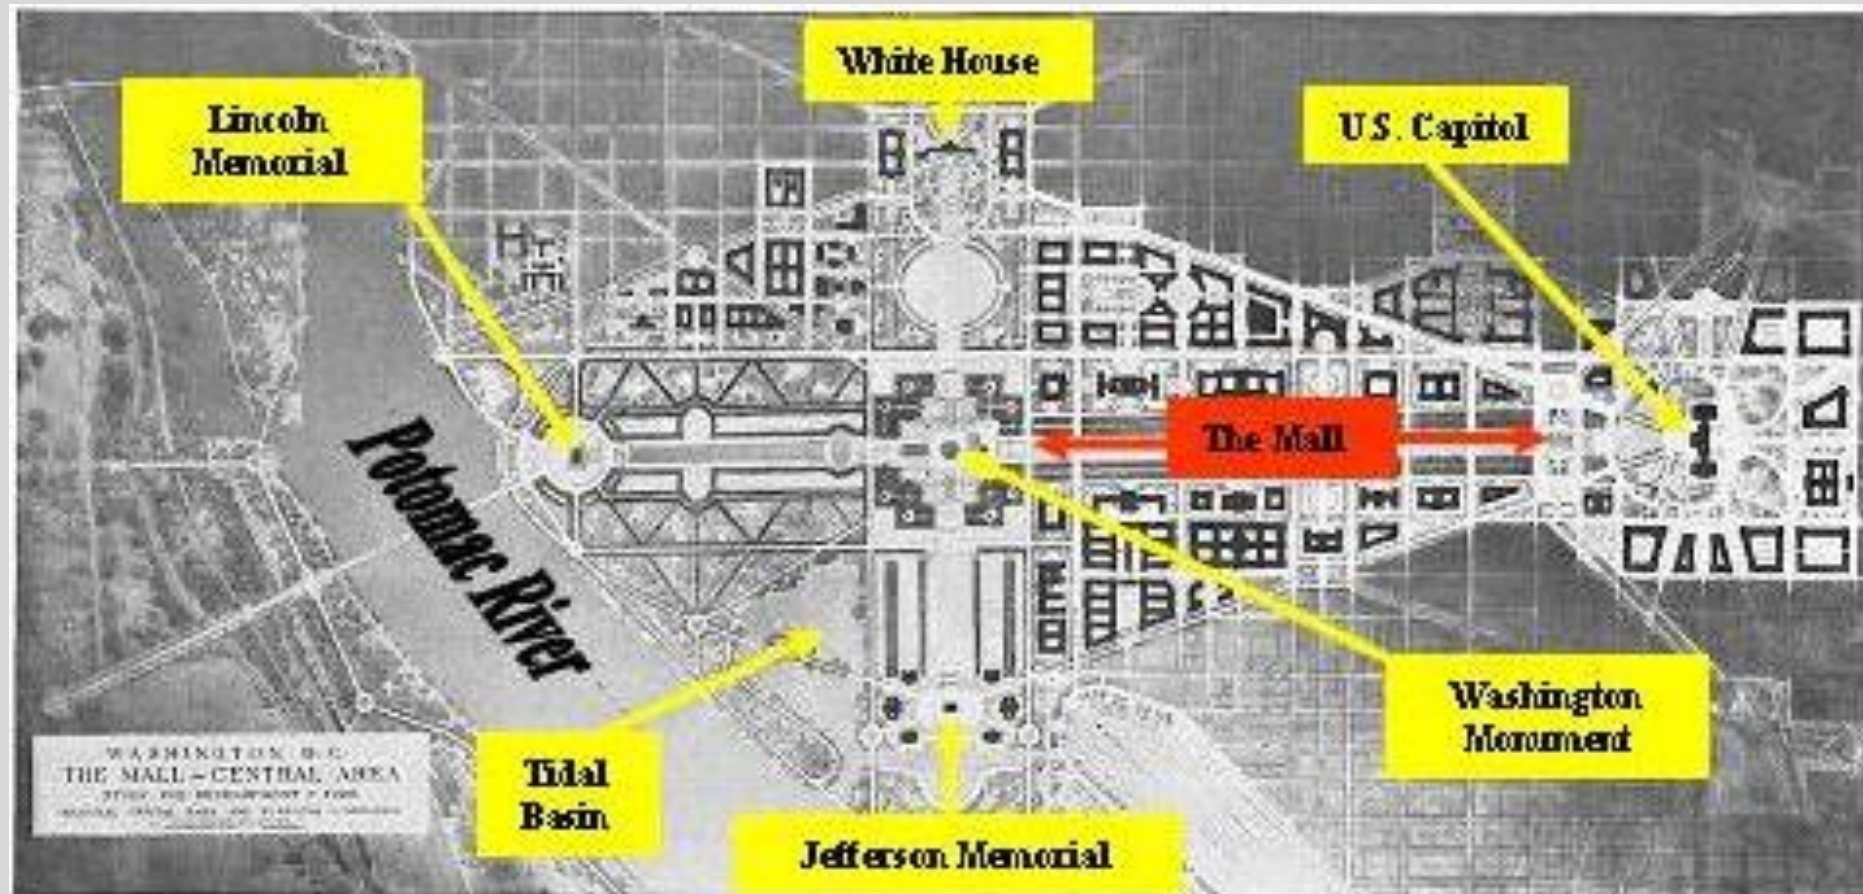 White House
Lincoln
Memorial
U.S. Capitol
The Mall
Potomac River
Washington
Monument
Tidal
Basin
Jefferson Memorial
WASHINGTON D.C.
THE MALL – CENTRAL AREA